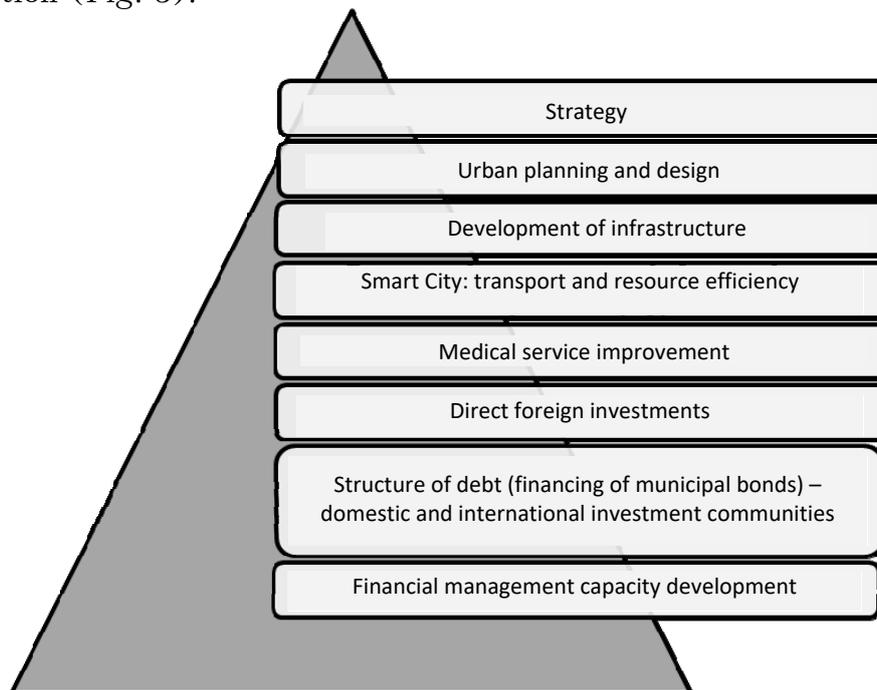 Strategy
Urban planning and design
Development of infrastructure
Smart City: transport and resource efficiency
Medical service improvement
Direct foreign investments
Structure of debt (financing of municipal bonds) –
domestic and international investment communities
Financial management capacity development